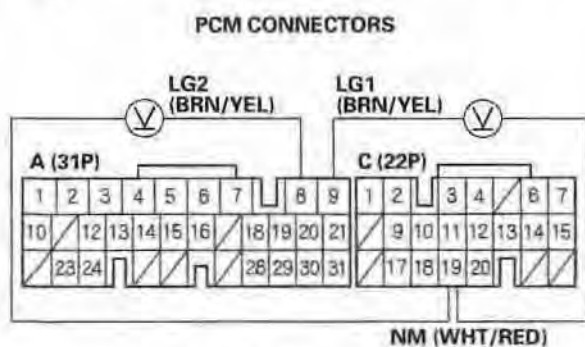 PCM CONNECTORS
LG2 LG1
(BRN/YEL) (BRN/YEL)
V V
A (31P) C (22P)
1 2 3 4 5 6 7 8 9 1 2 3 4 6 7
10 12 13 14 15 16 18 19 20 21 9 10 11 12 13 14 15
23 24 28 29 30 31 17 18 19 20
NM (WHT/RED)